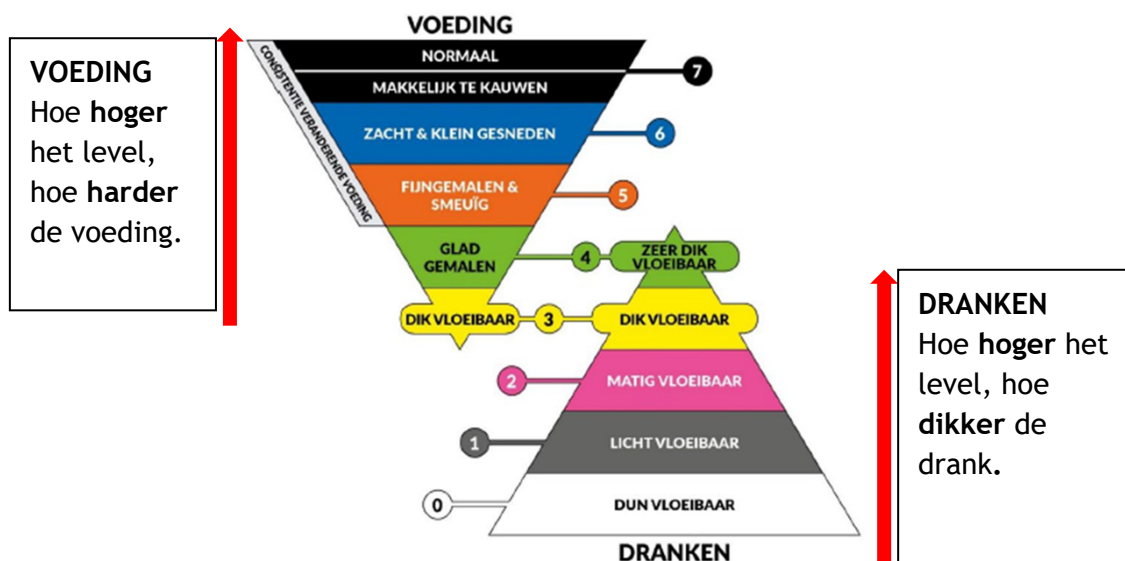 VOEDING
Hoe hoger
het level,
hoe harder
de voeding.
VOEDING
NORMAAL
MAKKELIJK TE KAUWEN
7
ZACHT & KLEIN GESNEDEN
6
FIJNGEMALEN &
SMEUÏG
5
CONSISTENTIE VERANDERENDE VOEDING
GLAD
GEMALEN
4
ZEER DIK
VLOEIBAAR
DIK VLOEIBAAR
3
DIK VLOEIBAAR
2
MATIG VLOEIBAAR
1
LICHT VLOEIBAAR
0
DUN VLOEIBAAR
DRANKEN
DRANKEN
Hoe hoger het
level, hoe
dikker de
drank.